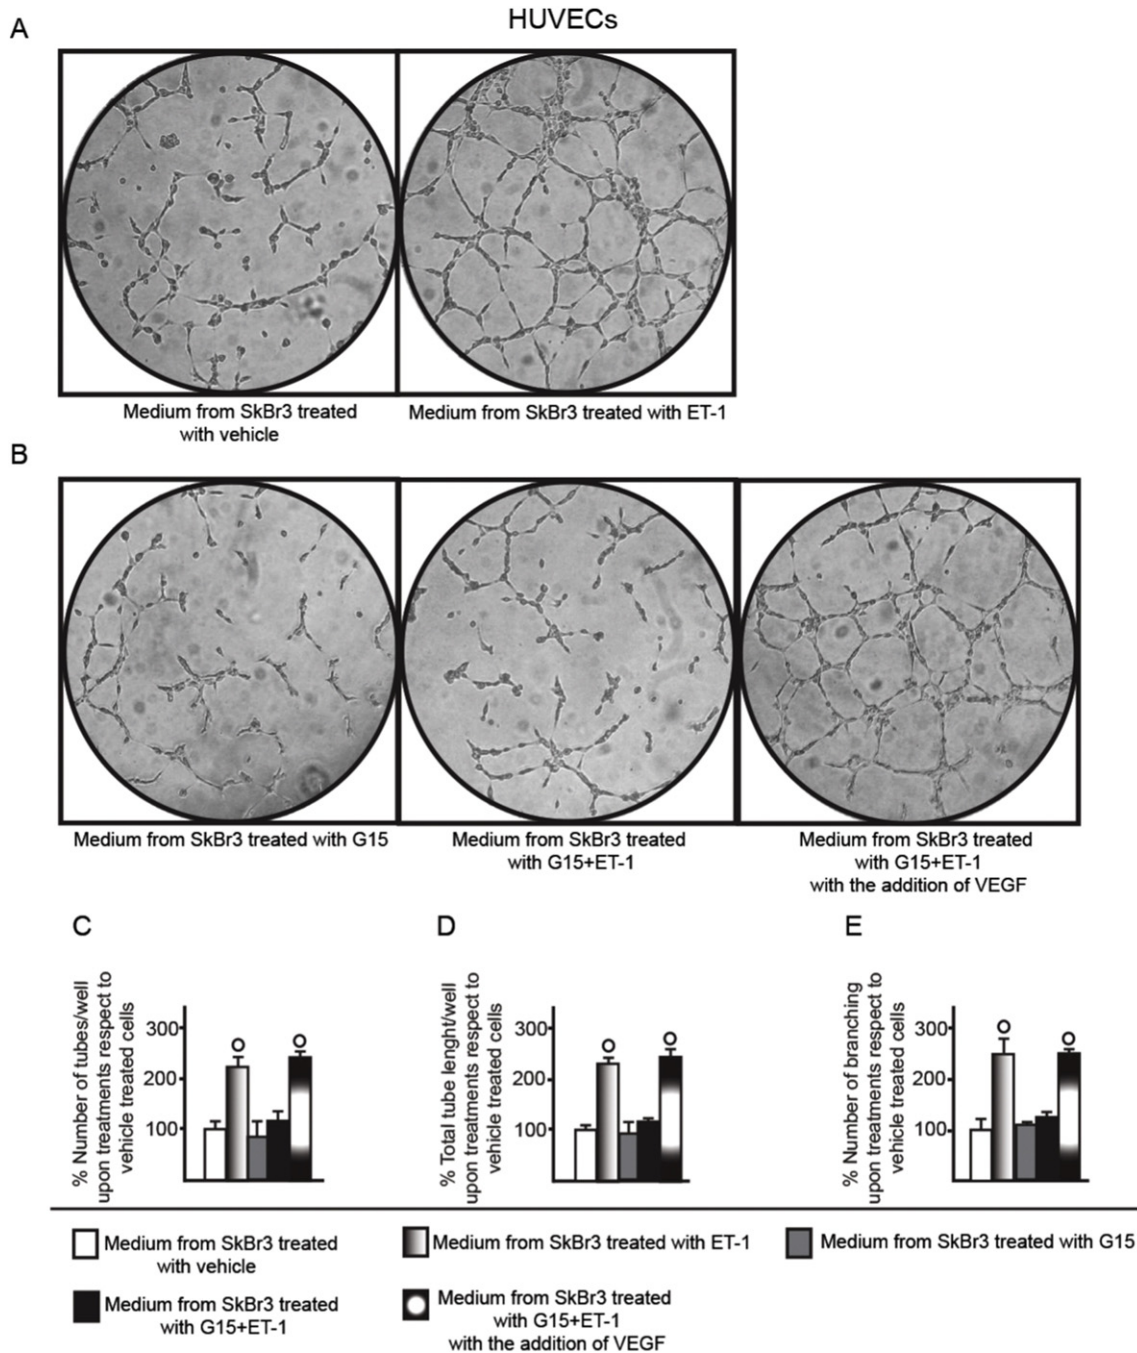 HUVECs
A
Medium from SkBr3 treated
with vehicle
Medium from SkBr3 treated with ET-1
B
Medium from SkBr3 treated with G15
Medium from SkBr3 treated
with G15+ET-1
Medium from SkBr3 treated
with G15+ET-1
with the addition of VEGF
C
% Number of tubes/well
upon treatments respect to
vehicle treated cells
300
200
100
D
% Total tube lenght/well
upon treatments respect to
vehicle treated cells
300
200
100
E
% Number of branching
upon treatments respect to
vehicle treated cells
300
200
100
Medium from SkBr3 treated
with vehicle
Medium from SkBr3 treated with ET-1
Medium from SkBr3 treated with G15
Medium from SkBr3 treated
with G15+ET-1
Medium from SkBr3 treated
with G15+ET-1
with the addition of VEGF